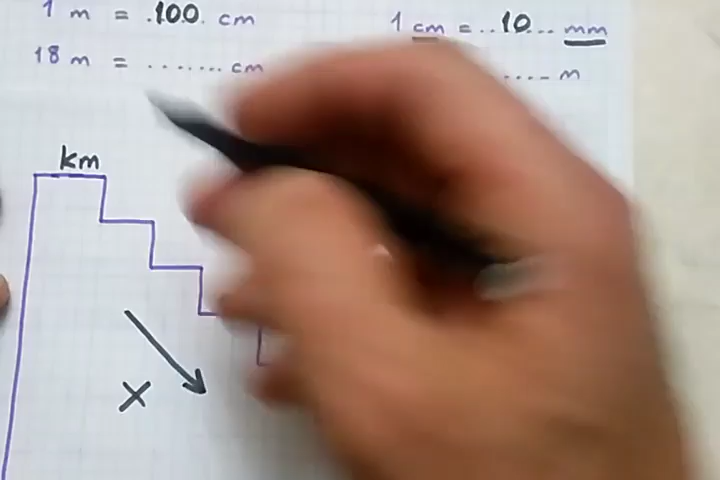 1 m = .100. cm
1 cm = ..10... mm
18 m = ....... cm
..... m
km
×